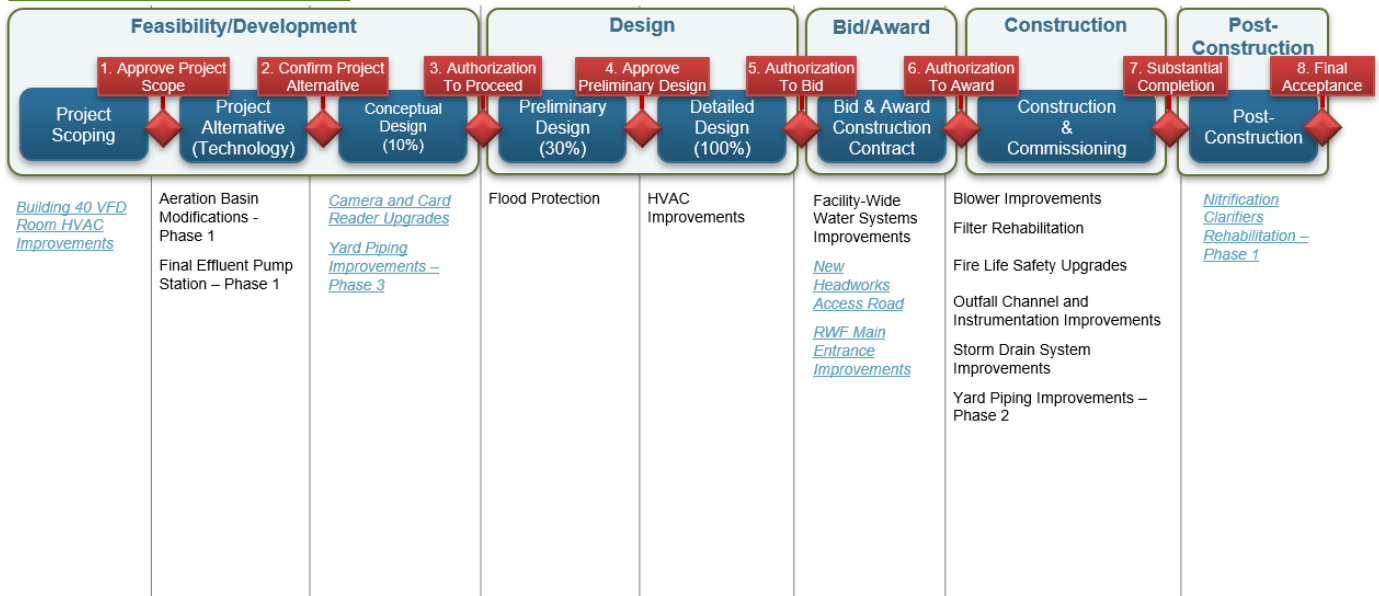 Feasibility/Development
Design
Bid/Award
Construction
Post-
Construction
1. Approve Project
Scope
2. Confirm Project
Alternative
3. Authorization
To Proceed
4. Approve
Preliminary Design
5. Authorization
To Bid
6. Authorization
To Award
7. Substantial
Completion
8. Final
Acceptance
Project
Scoping
Project
Alternative
(Technology)
Conceptual
Design
(10%)
Preliminary
Design
(30%)
Detailed
Design
(100%)
Bid & Award
Construction
Contract
Construction
&
Commissioning
Post-
Construction
Building 40 VFD
Room HVAC
Improvements
Aeration Basin
Modifications -
Phase 1
Final Effluent Pump
Station – Phase 1
Camera and Card
Reader Upgrades
Yard Piping
Improvements –
Phase 3
Flood Protection
HVAC
Improvements
Facility-Wide
Water Systems
Improvements
New
Headworks
Access Road
RWF Main
Entrance
Improvements
Blower Improvements
Filter Rehabilitation
Fire Life Safety Upgrades
Outfall Channel and
Instrumentation Improvements
Storm Drain System
Improvements
Yard Piping Improvements –
Phase 2
Nitrification
Clarifiers
Rehabilitation –
Phase 1